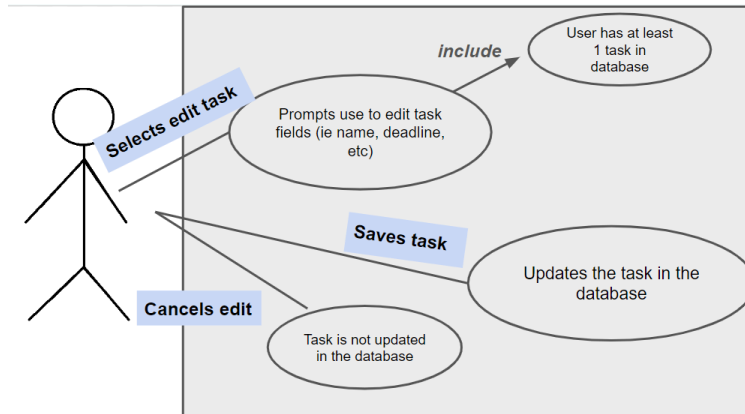 User has at least
1 task in
database
include
Selects edit task
Prompts use to edit task
fields (ie name, deadline,
etc)
Saves task
Updates the task in the
database
Cancels edit
Task is not updated
in the database